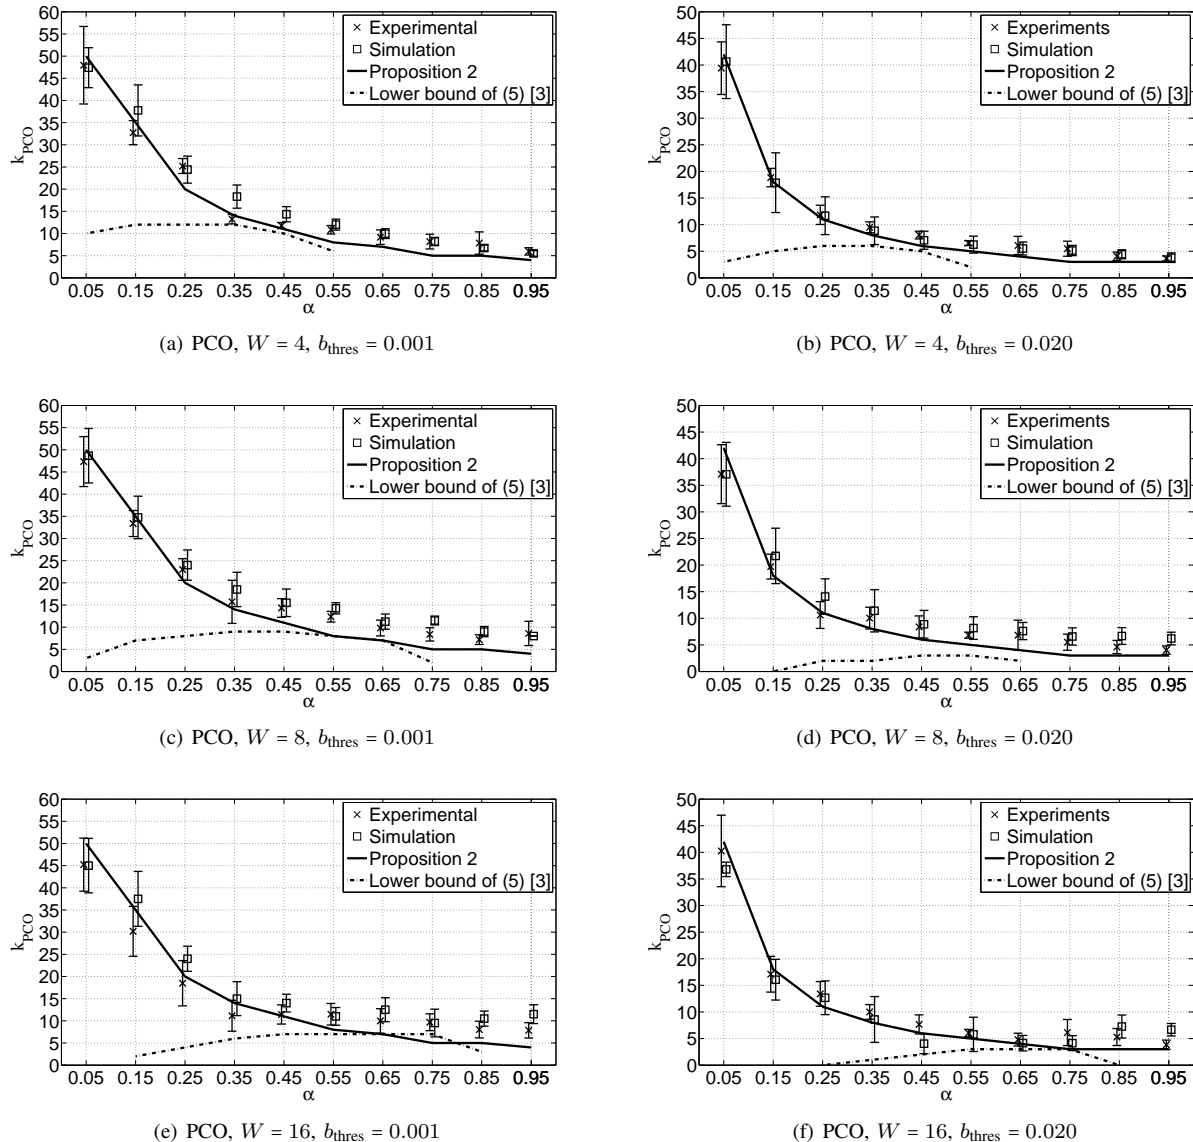 60
55
50
45
40
35
30
25
20
15
10
5
0
k_PCO
Experimental
Simulation
Proposition 2
Lower bound of (5) [3]
0.05 0.15 0.25 0.35 0.45 0.55 0.65 0.75 0.85 0.95
α
(a) PCO, W = 4, b_thres = 0.001
50
45
40
35
30
25
20
15
10
5
0
k_PCO
Experiments
Simulation
Proposition 2
Lower bound of (5) [3]
0.05 0.15 0.25 0.35 0.45 0.55 0.65 0.75 0.85 0.95
α
(b) PCO, W = 4, b_thres = 0.020
60
55
50
45
40
35
30
25
20
15
10
5
0
k_PCO
Experimental
Simulation
Proposition 2
Lower bound of (5) [3]
0.05 0.15 0.25 0.35 0.45 0.55 0.65 0.75 0.85 0.95
α
(c) PCO, W = 8, b_thres = 0.001
50
45
40
35
30
25
20
15
10
5
0
k_PCO
Experiments
Simulation
Proposition 2
Lower bound of (5) [3]
0.05 0.15 0.25 0.35 0.45 0.55 0.65 0.75 0.85 0.95
α
(d) PCO, W = 8, b_thres = 0.020
60
55
50
45
40
35
30
25
20
15
10
5
0
k_PCO
Experimental
Simulation
Proposition 2
Lower bound of (5) [3]
0.05 0.15 0.25 0.35 0.45 0.55 0.65 0.75 0.85 0.95
α
(e) PCO, W = 16, b_thres = 0.001
50
45
40
35
30
25
20
15
10
5
0
k_PCO
Experiments
Simulation
Proposition 2
Lower bound of (5) [3]
0.05 0.15 0.25 0.35 0.45 0.55 0.65 0.75 0.85 0.95
α
(f) PCO, W = 16, b_thres = 0.020